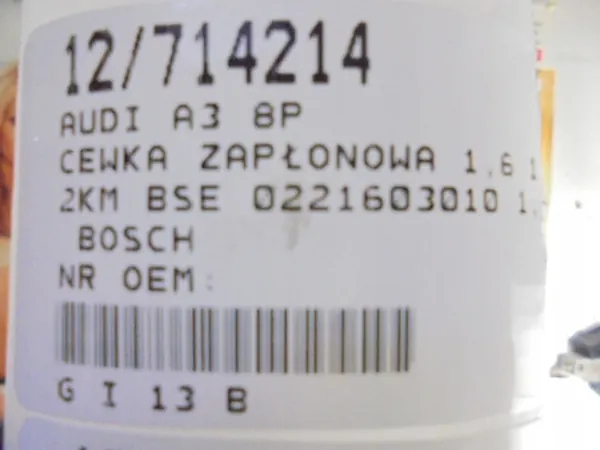 12/714214
AUDI A3 8P
CEWKA ZAPŁONOWA 1,6 1
2KM BSE 0221603010 1,
BOSCH
NR OEM:
G I 13 B